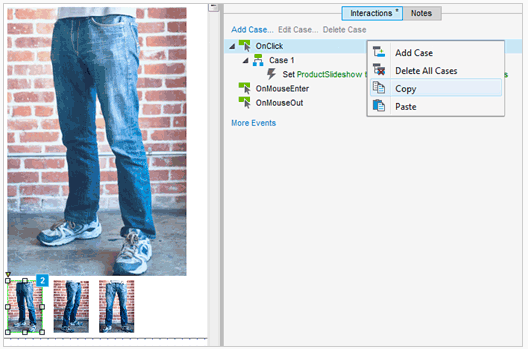 Interactions * Notes
Add Case... Edit Case... Delete Case
OnClick
Case 1
Set ProductSlideshow
OnMouseEnter
OnMouseOut
More Events
Add Case
Delete All Cases
Copy
Paste
2